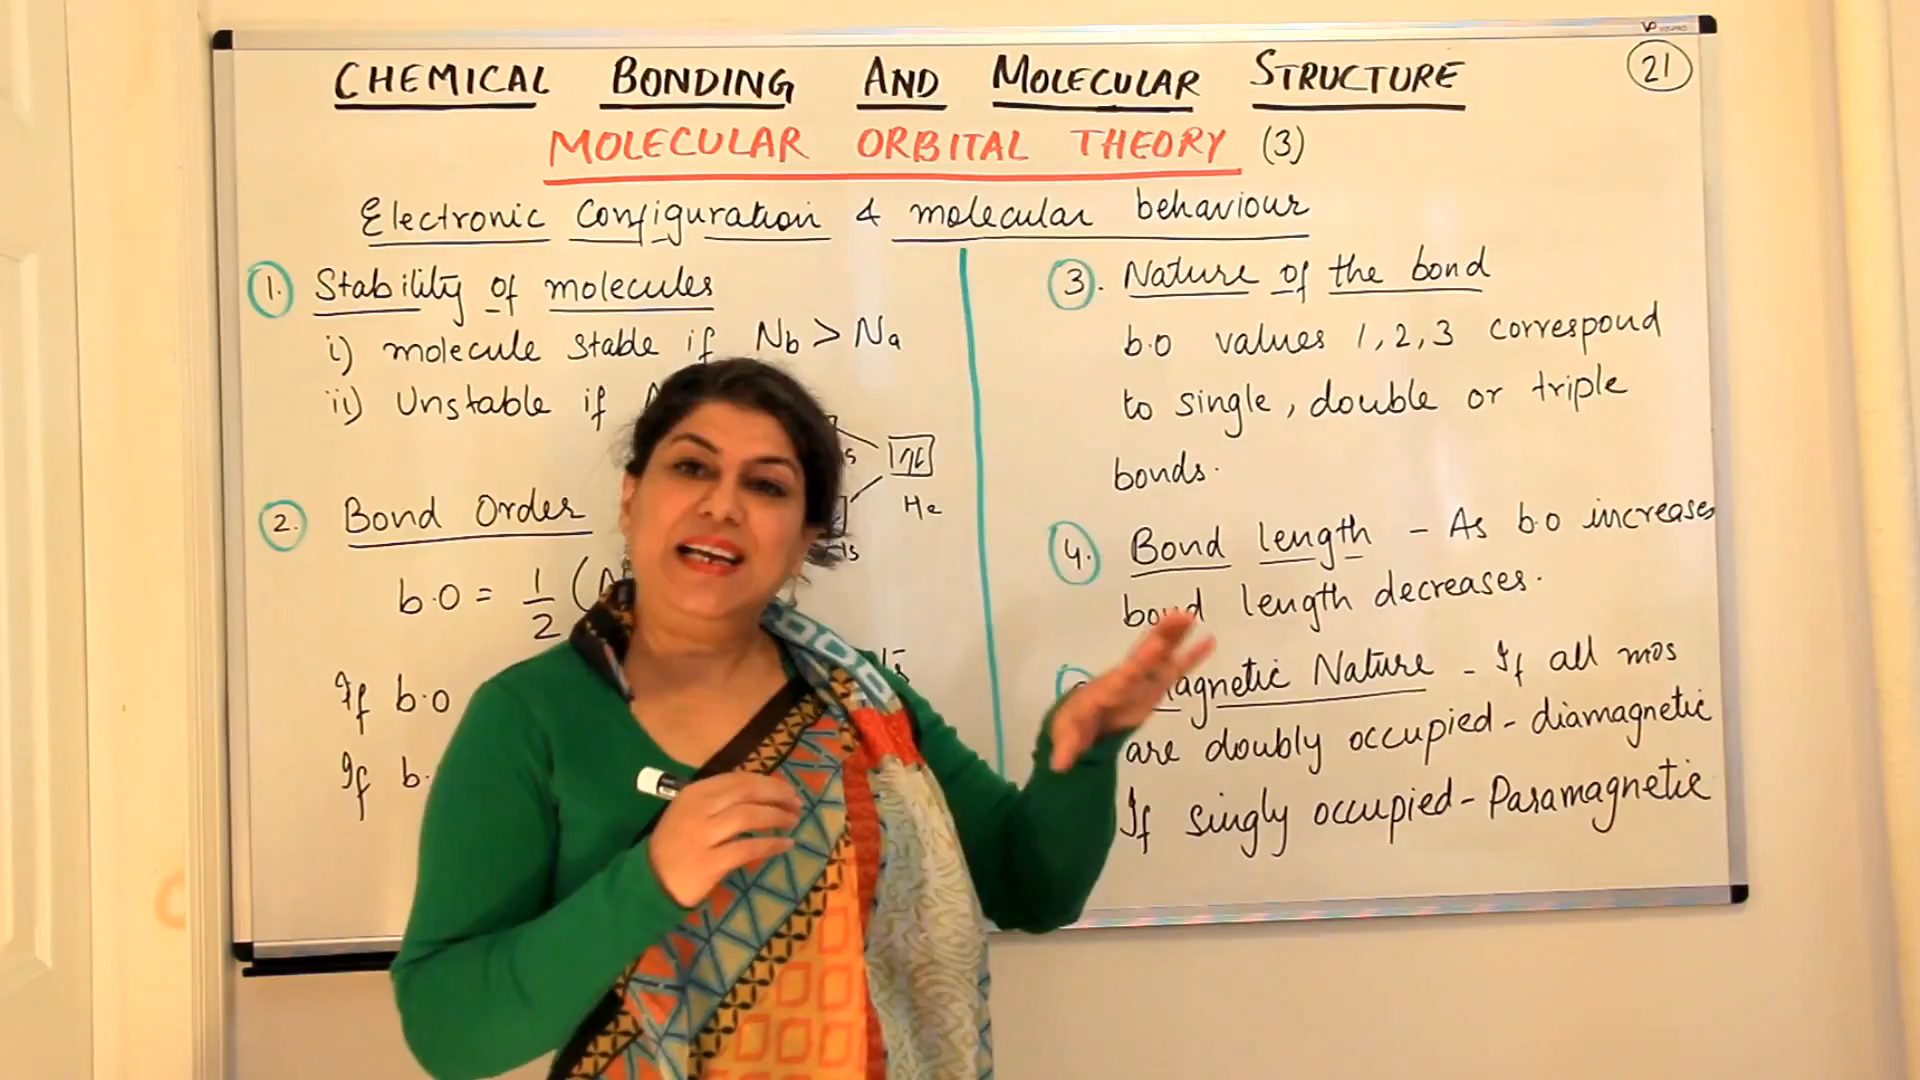 CHEMICAL BONDING AND MOLECULAR STRUCTURE
21
MOLECULAR ORBITAL THEORY (3)
Electronic Configuration & molecular behaviour
1. Stability of molecules
i) molecule stable if Nb > Na
ii) Unstable if
He
2. Bond Order
b.o = 1/2 (
If b.o
If b.
3. Nature of the bond
b.o values 1, 2, 3 correspond
to single, double or triple
bonds.
4. Bond length - As b.o increases
bond length decreases.
agnetic Nature - If all mos
are doubly occupied - diamagnetic
If singly occupied - Paramagnetic